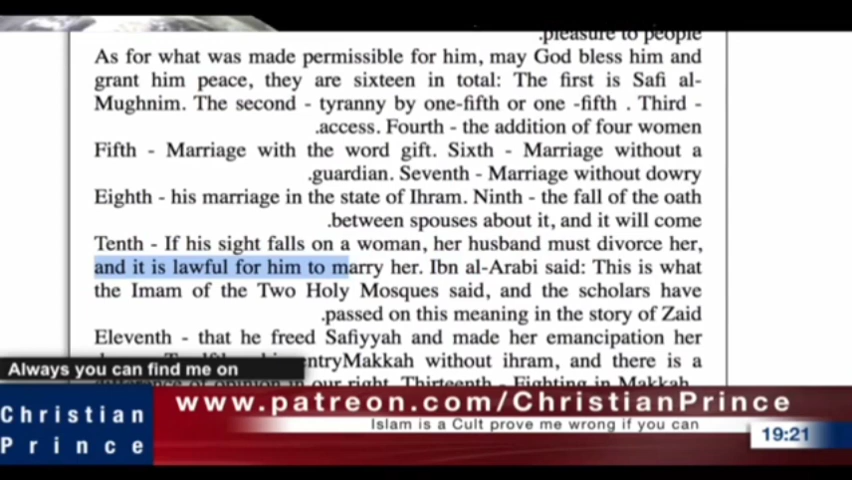 .pleasure to people
As for what was made permissible for him, may God bless him and
grant him peace, they are sixteen in total: The first is Safi al-
Mughnim. The second - tyranny by one-fifth or one -fifth . Third -
.access. Fourth - the addition of four women
Fifth - Marriage with the word gift. Sixth - Marriage without a
.guardian. Seventh - Marriage without dowry
Eighth - his marriage in the state of Ihram. Ninth - the fall of the oath
.between spouses about it, and it will come
Tenth - If his sight falls on a woman, her husband must divorce her,
and it is lawful for him to marry her. Ibn al-Arabi said: This is what
the Imam of the Two Holy Mosques said, and the scholars have
.passed on this meaning in the story of Zaid
Eleventh - that he freed Safiyyah and made her emancipation her
entryMakkah without ihram, and there is a
our right. Thirteenth - Fighting in Makkah
Always you can find me on
Christian
Prince
www.patreon.com/ChristianPrince
Islam is a Cult prove me wrong if you can
19:21